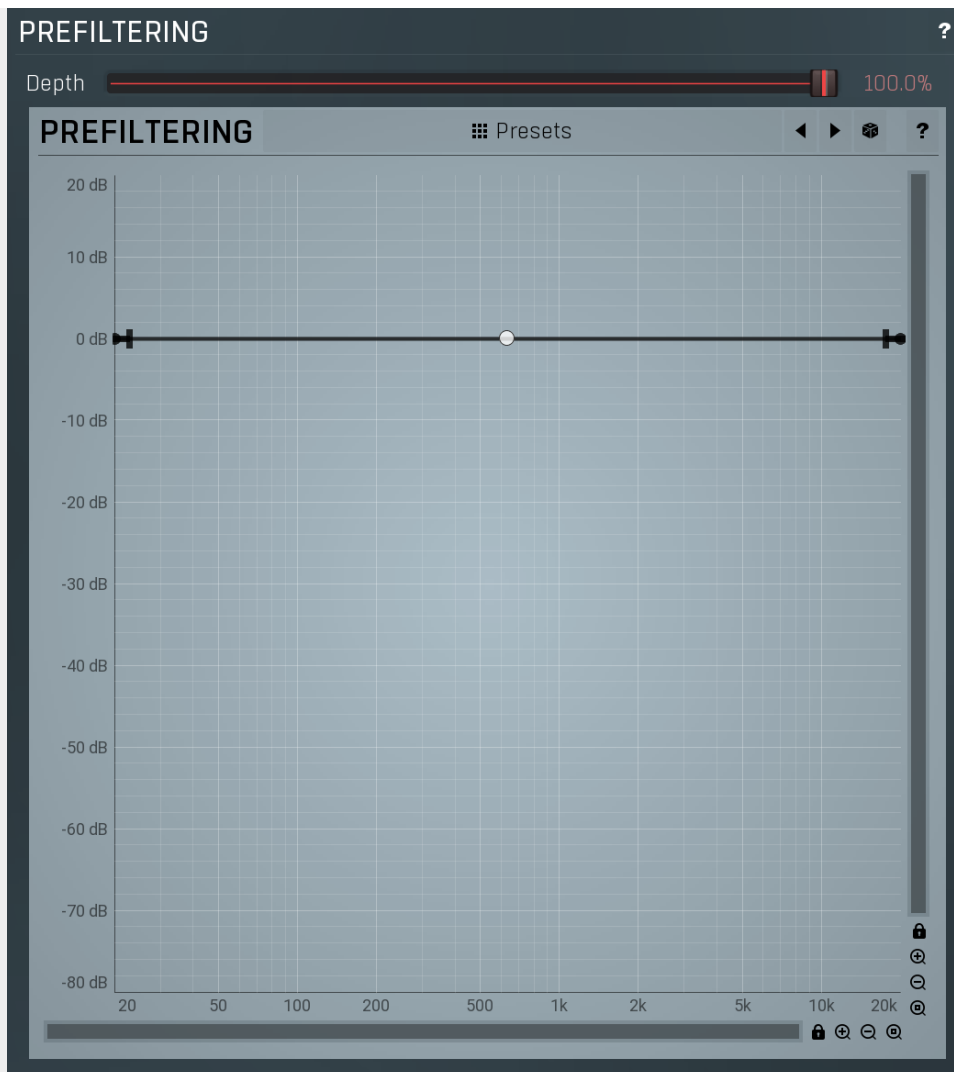 PREFILTERING ?
Depth 100.0%
PREFILTERING Presets ?
20 dB
10 dB
0 dB
-10 dB
-20 dB
-30 dB
-40 dB
-50 dB
-60 dB
-70 dB
-80 dB
20 50 100 200 500 1k 2k 5k 10k 20k